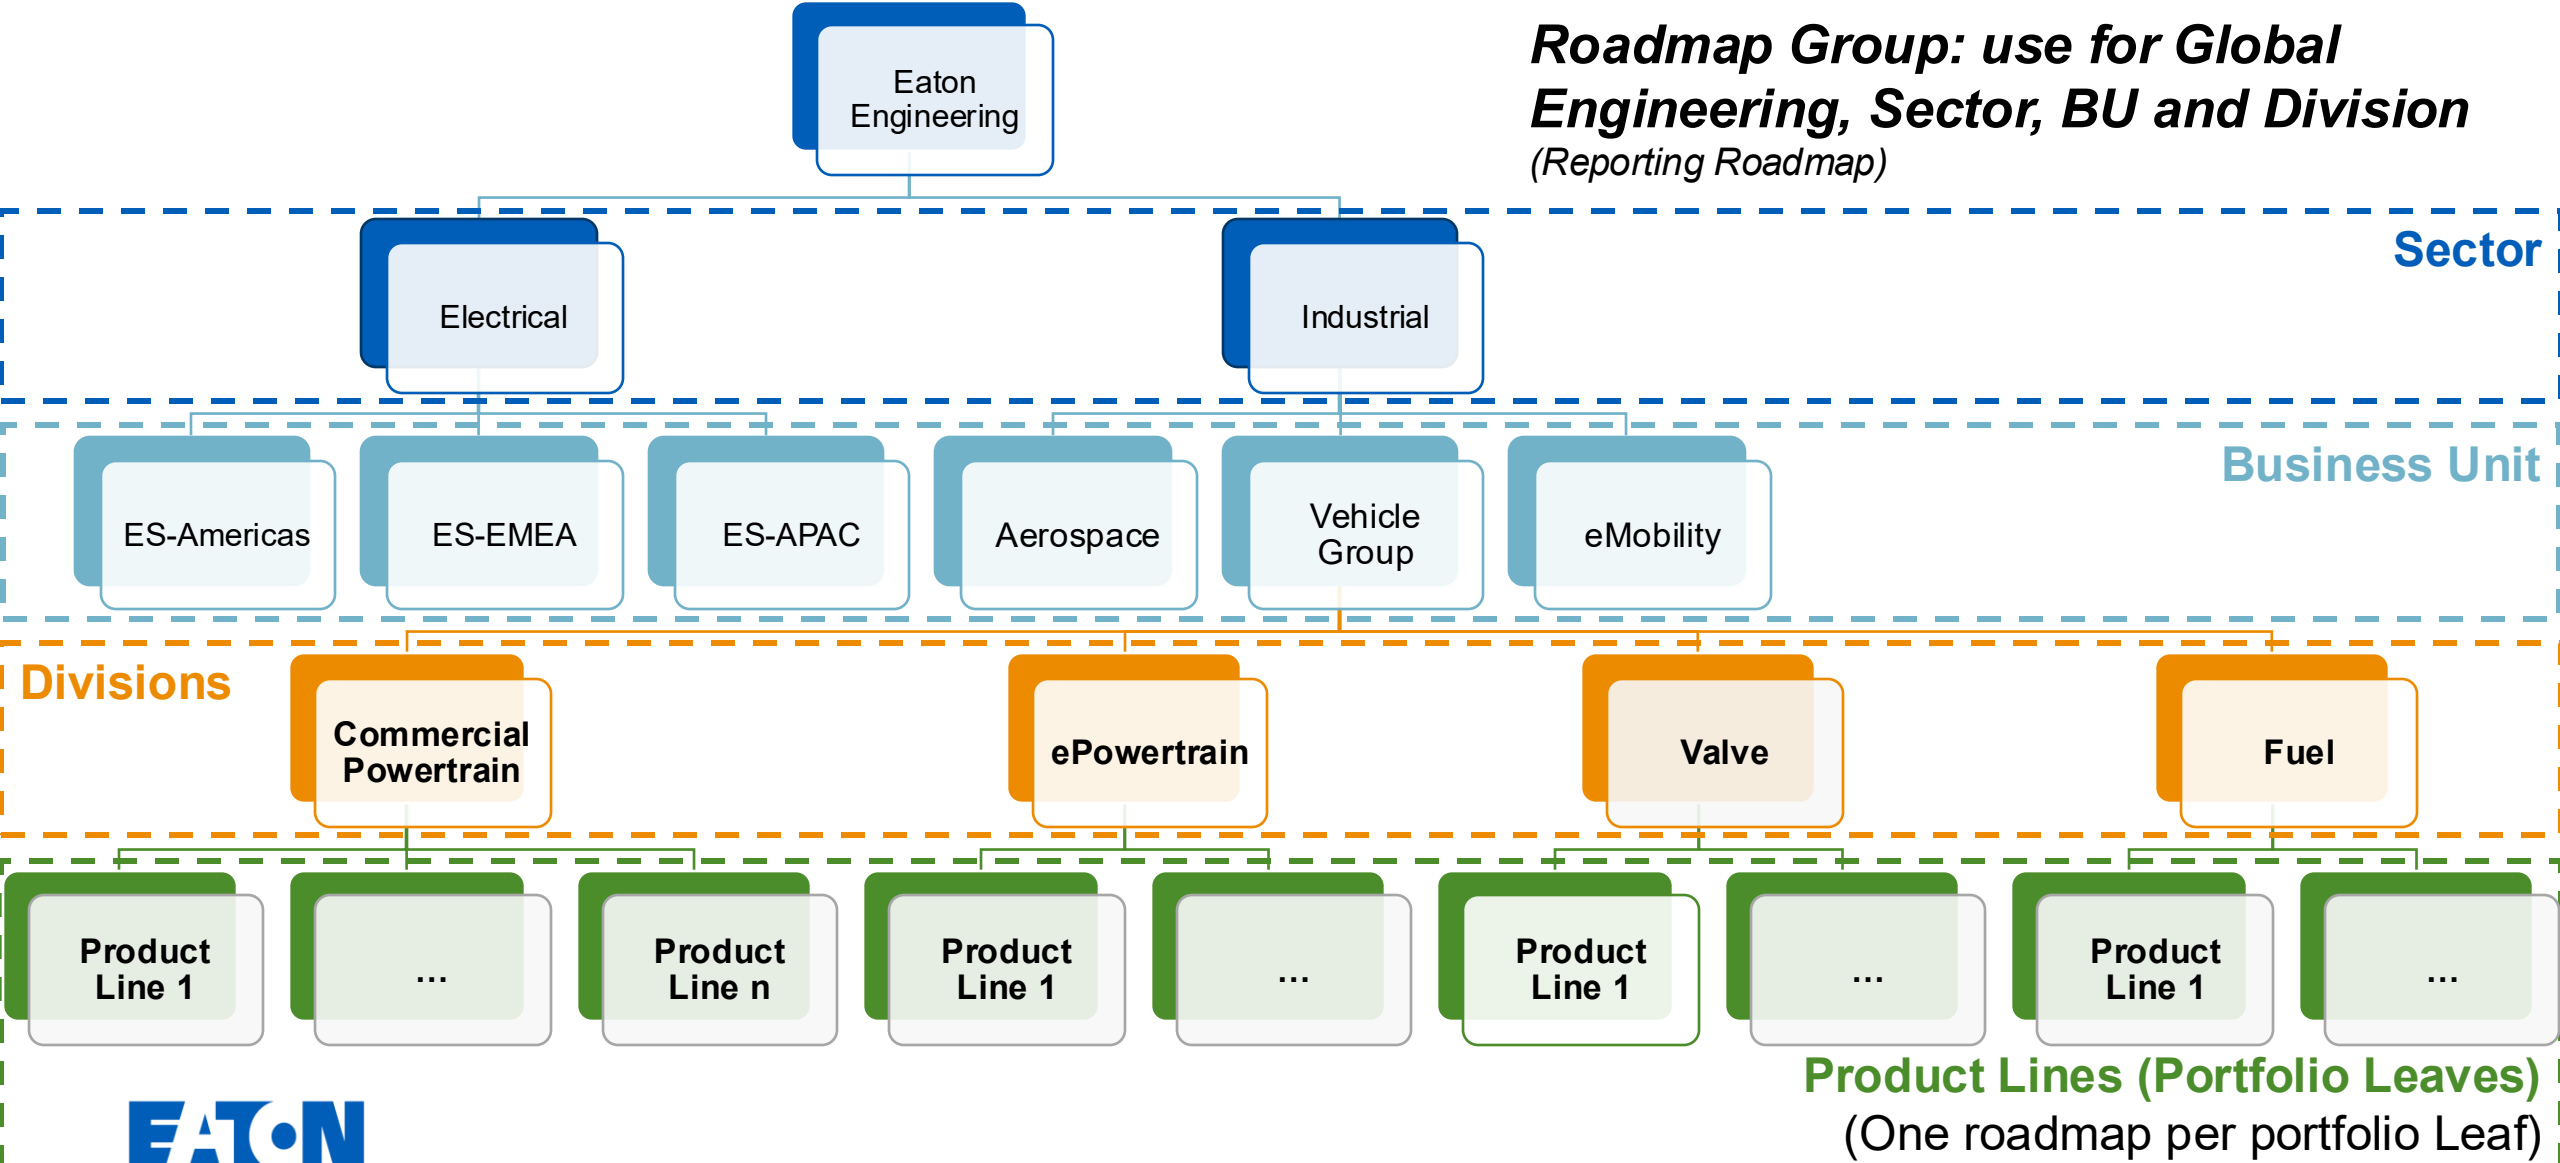 Eaton
Engineering
Roadmap Group: use for Global
Engineering, Sector, BU and Division
(Reporting Roadmap)
Sector
Electrical
Industrial
Business Unit
ES-Americas
ES-EMEA
ES-APAC
Aerospace
Vehicle
Group
eMobility
Divisions
Commercial
Powertrain
ePowertrain
Valve
Fuel
Product
Line 1
...
Product
Line n
Product
Line 1
...
Product
Line 1
...
Product
Line 1
...
Product Lines (Portfolio Leaves)
(One roadmap per portfolio Leaf)
EATON